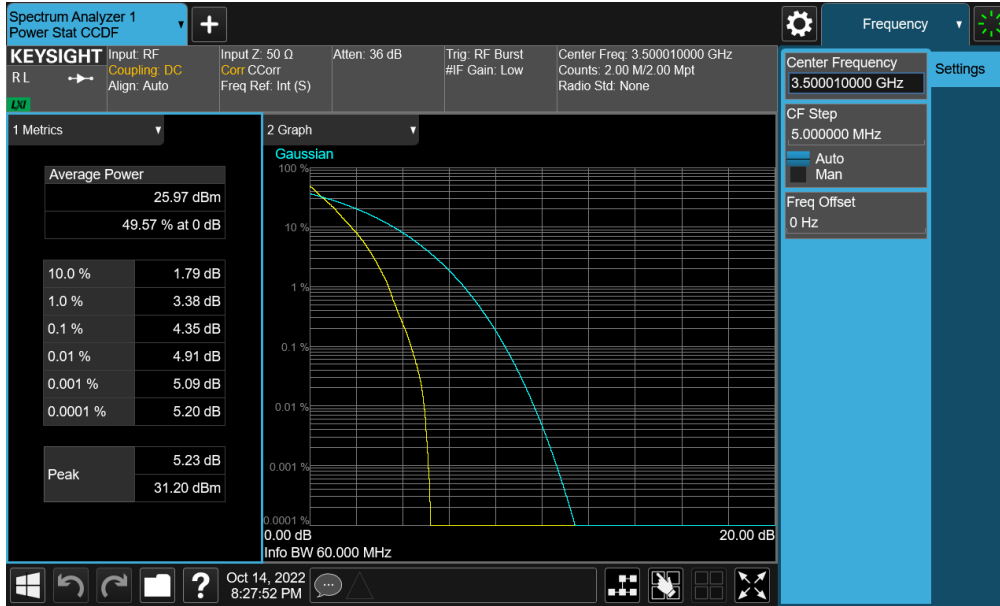 Spectrum Analyzer 1
Power Stat CCDF
+
Frequency
KEYSIGHT
RL
LXI
Input: RF
Coupling: DC
Align: Auto
Input Z: 50 Ω
Corr CCorr
Freq Ref: Int (S)
Atten: 36 dB
Trig: RF Burst
#IF Gain: Low
Center Freq: 3.500010000 GHz
Counts: 2.00 M/2.00 Mpt
Radio Std: None
Center Frequency
3.500010000 GHz
Settings
CF Step
5.000000 MHz
Auto
Man
Freq Offset
0 Hz
1 Metrics
Average Power
25.97 dBm
49.57 % at 0 dB
10.0 % 1.79 dB
1.0 % 3.38 dB
0.1 % 4.35 dB
0.01 % 4.91 dB
0.001 % 5.09 dB
0.0001 % 5.20 dB
Peak
5.23 dB
31.20 dBm
2 Graph
Gaussian
100 %
10 %
1 %
0.1 %
0.01 %
0.001 %
0.0001 %
0.00 dB 20.00 dB
Info BW 60.000 MHz
?
Oct 14, 2022
8:27:52 PM